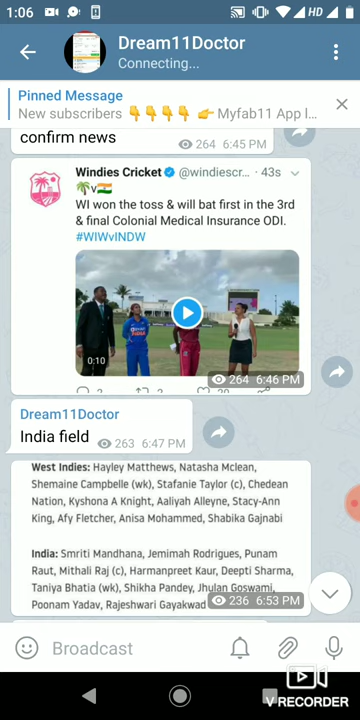 1:06
HD
Dream11Doctor
Connecting...
Pinned Message
New subscribers 👇👇👇👇 👉 Myfab11 App l...
confirm news
264 6:45 PM
Windies Cricket @windiescr... · 43s
🌴v🇮🇳
WI won the toss & will bat first in the 3rd
& final Colonial Medical Insurance ODI.
#WIWvINDW
0:10
264 6:46 PM
Dream11Doctor
India field
263 6:47 PM
West Indies: Hayley Matthews, Natasha Mclean,
Shemaine Campbelle (wk), Stafanie Taylor (c), Chedean
Nation, Kyshona A Knight, Aaliyah Alleyne, Stacy-Ann
King, Afy Fletcher, Anisa Mohammed, Shabika Gajnabi
India: Smriti Mandhana, Jemimah Rodrigues, Punam
Raut, Mithali Raj (c), Harmanpreet Kaur, Deepti Sharma,
Taniya Bhatia (wk), Shikha Pandey, Jhulan Goswami,
Poonam Yadav, Rajeshwari Gayakwad
236 6:53 PM
Broadcast
V RECORDER